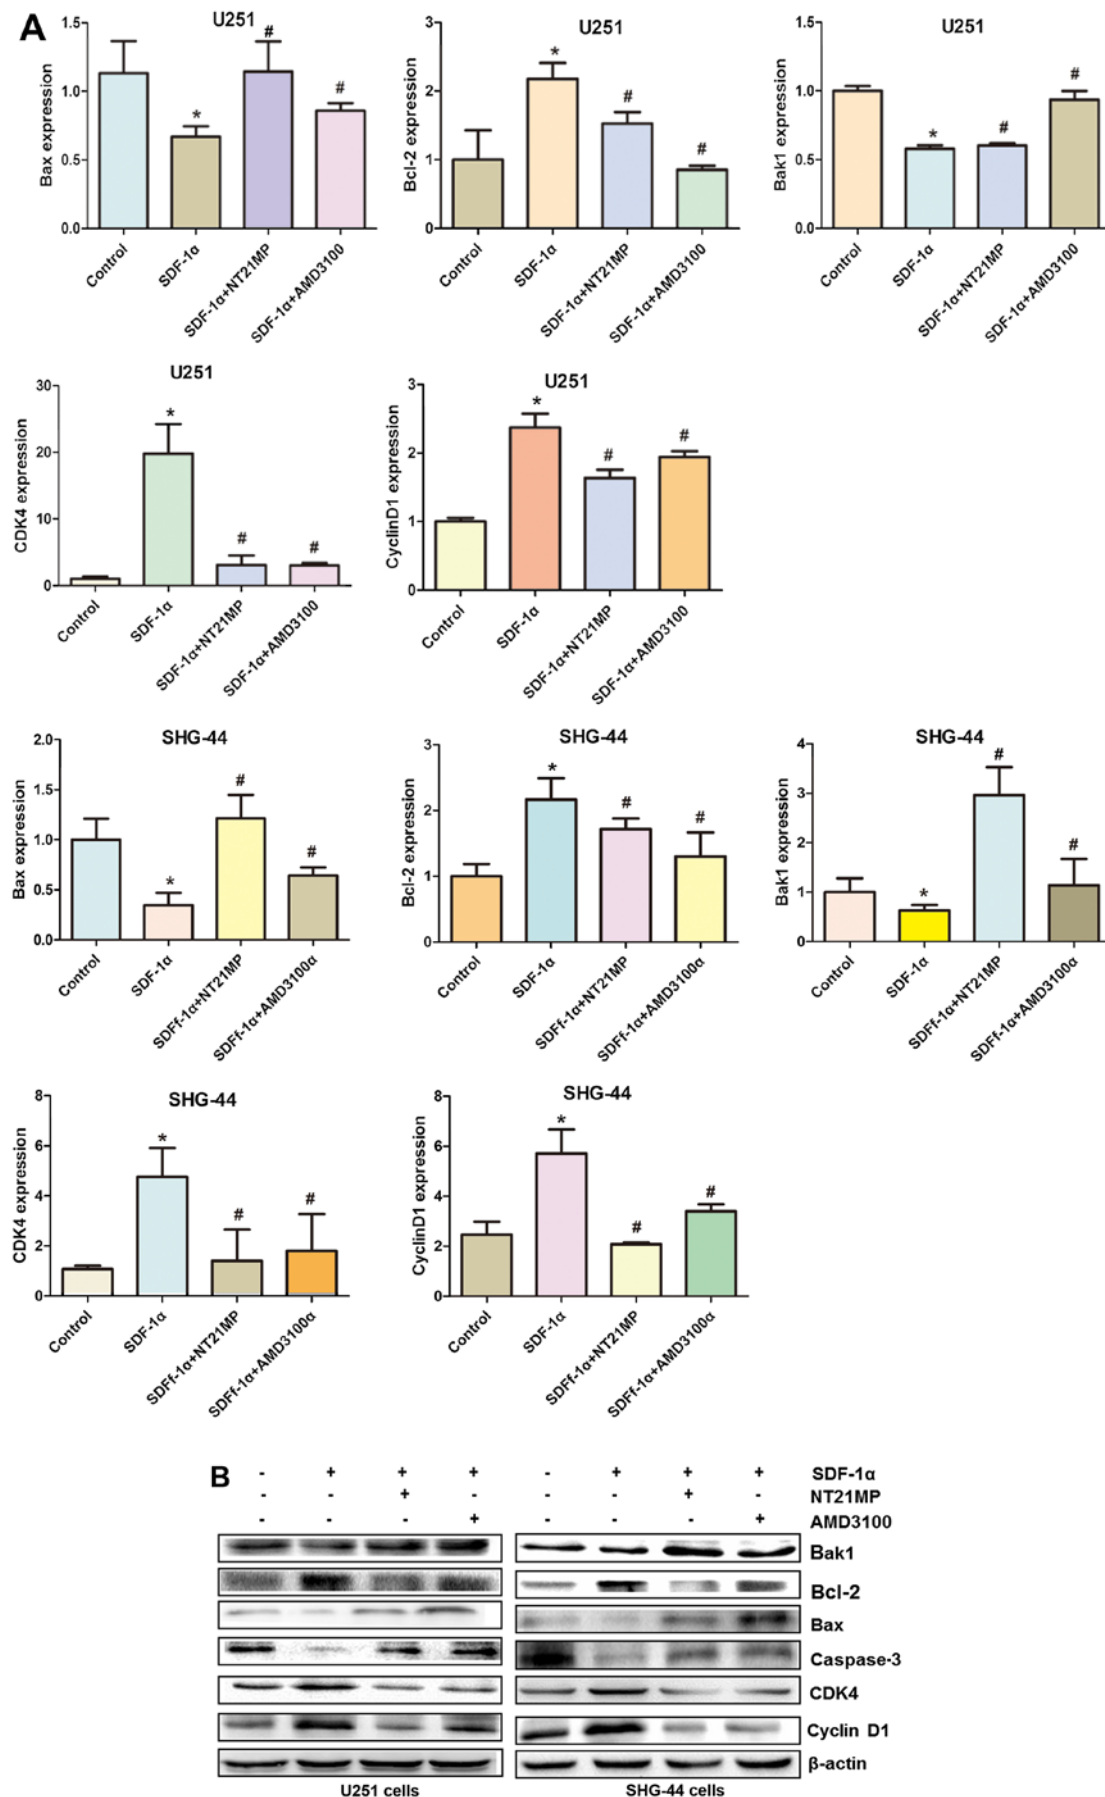 A
U251
Bax expression
1.5
1.0
0.5
0.0
*
#
#
Control
SDF-1α
SDF-1α+NT21MP
SDF-1α+AMD3100
U251
Bcl-2 expression
3
2
1
0
*
#
#
Control
SDF-1α
SDF-1α+NT21MP
SDF-1α+AMD3100
U251
Bak1 expression
1.5
1.0
0.5
0.0
*
#
#
Control
SDF-1α
SDF-1α+NT21MP
SDF-1α+AMD3100
U251
CDK4 expression
30
20
10
0
*
#
#
Control
SDF-1α
SDF-1α+NT21MP
SDF-1α+AMD3100
U251
CyclinD1 expression
3
2
1
0
*
#
#
Control
SDF-1α
SDF-1α+NT21MP
SDF-1α+AMD3100
SHG-44
Bax expression
2.0
1.5
1.0
0.5
0.0
*
#
#
Control
SDF-1α
SDFf-1α+NT21MP
SDFf-1α+AMD3100α
SHG-44
Bcl-2 expression
3
2
1
0
*
#
#
Control
SDF-1α
SDFf-1α+NT21MP
SDFf-1α+AMD3100α
SHG-44
Bak1 expression
4
3
2
1
0
*
#
#
Control
SDF-1α
SDFf-1α+NT21MP
SDFf-1α+AMD3100α
SHG-44
CDK4 expression
8
6
4
2
0
*
#
#
Control
SDF-1α
SDFf-1α+NT21MP
SDFf-1α+AMD3100α
SHG-44
CyclinD1 expression
8
6
4
2
0
*
#
#
Control
SDF-1α
SDFf-1α+NT21MP
SDFf-1α+AMD3100α
B
- + + + - + + + SDF-1α
- - + - - - + - NT21MP
- - - + - - - + AMD3100
Bak1
Bcl-2
Bax
Caspase-3
CDK4
Cyclin D1
β-actin
U251 cells SHG-44 cells